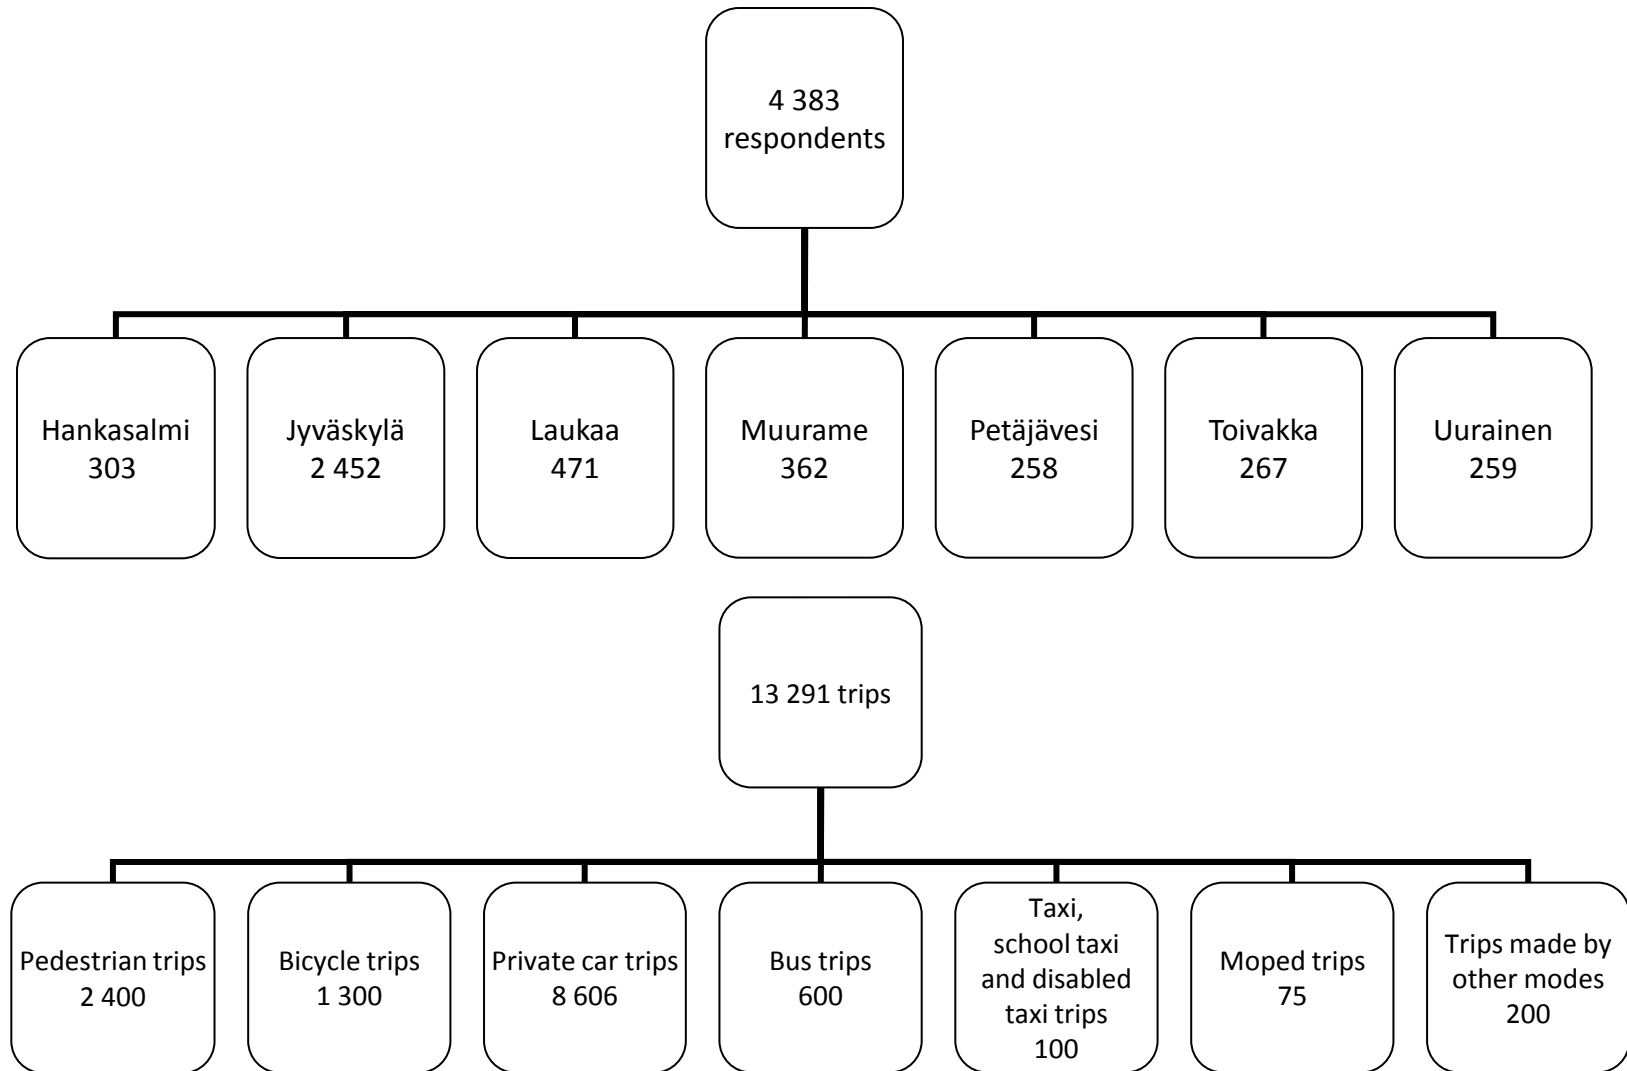 4 383
respondents
Hankasalmi
303
Jyväskylä
2 452
Laukaa
471
Muurame
362
Petäjävesi
258
Toivakka
267
Uurainen
259
13 291 trips
Pedestrian trips
2 400
Bicycle trips
1 300
Private car trips
8 606
Bus trips
600
Taxi,
school taxi
and disabled
taxi trips
100
Moped trips
75
Trips made by
other modes
200